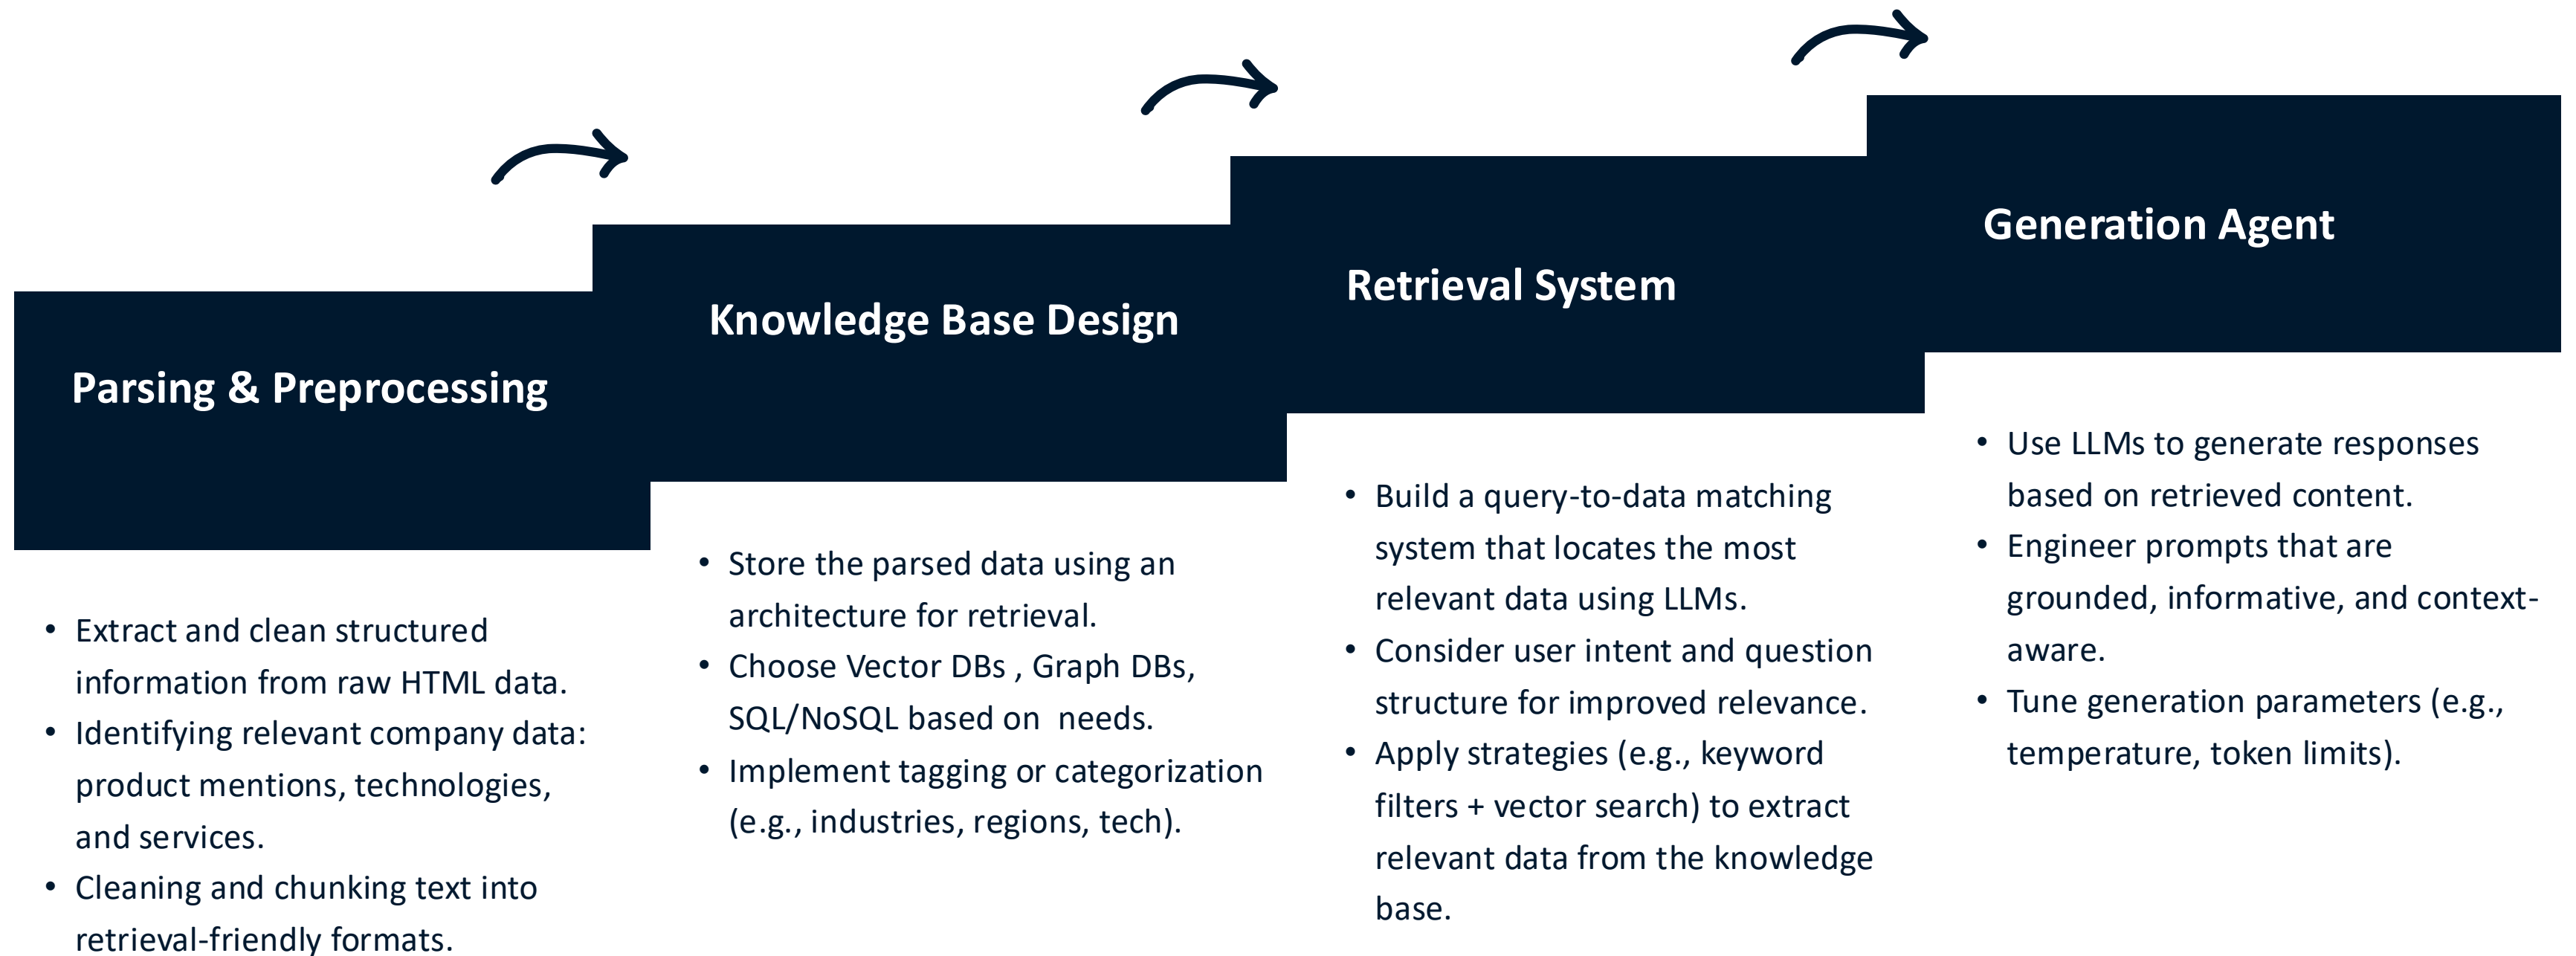 Parsing & Preprocessing
• Extract and clean structured
information from raw HTML data.
• Identifying relevant company data:
product mentions, technologies,
and services.
• Cleaning and chunking text into
retrieval-friendly formats.
Knowledge Base Design
• Store the parsed data using an
architecture for retrieval.
• Choose Vector DBs , Graph DBs,
SQL/NoSQL based on  needs.
• Implement tagging or categorization
(e.g., industries, regions, tech).
Retrieval System
• Build a query-to-data matching
system that locates the most
relevant data using LLMs.
• Consider user intent and question
structure for improved relevance.
• Apply strategies (e.g., keyword
filters + vector search) to extract
relevant data from the knowledge
base.
Generation Agent
• Use LLMs to generate responses
based on retrieved content.
• Engineer prompts that are
grounded, informative, and context-
aware.
• Tune generation parameters (e.g.,
temperature, token limits).